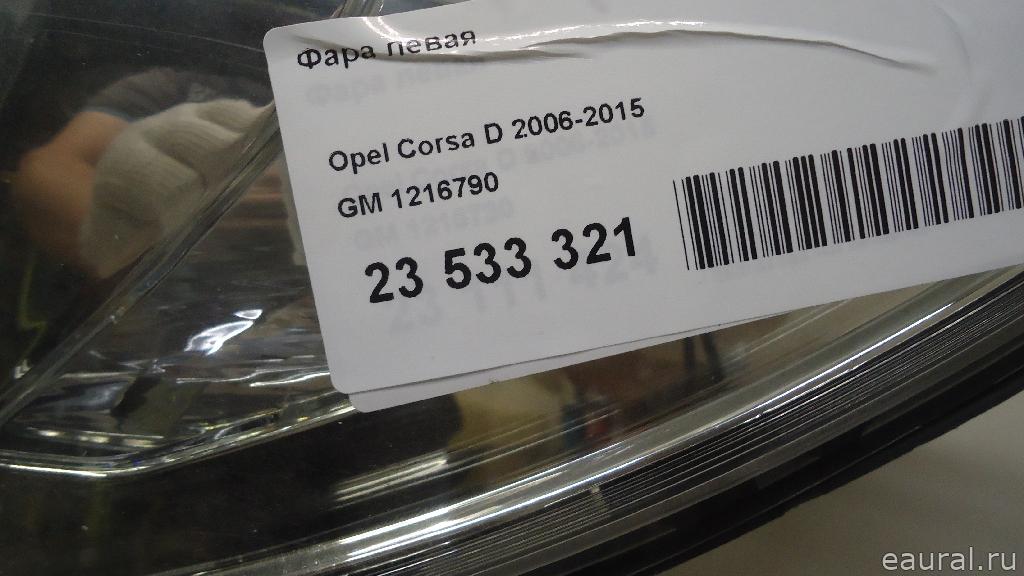 Фара левая
Opel Corsa D 2006-2015
GM 1216790
23 533 321
eaural.ru